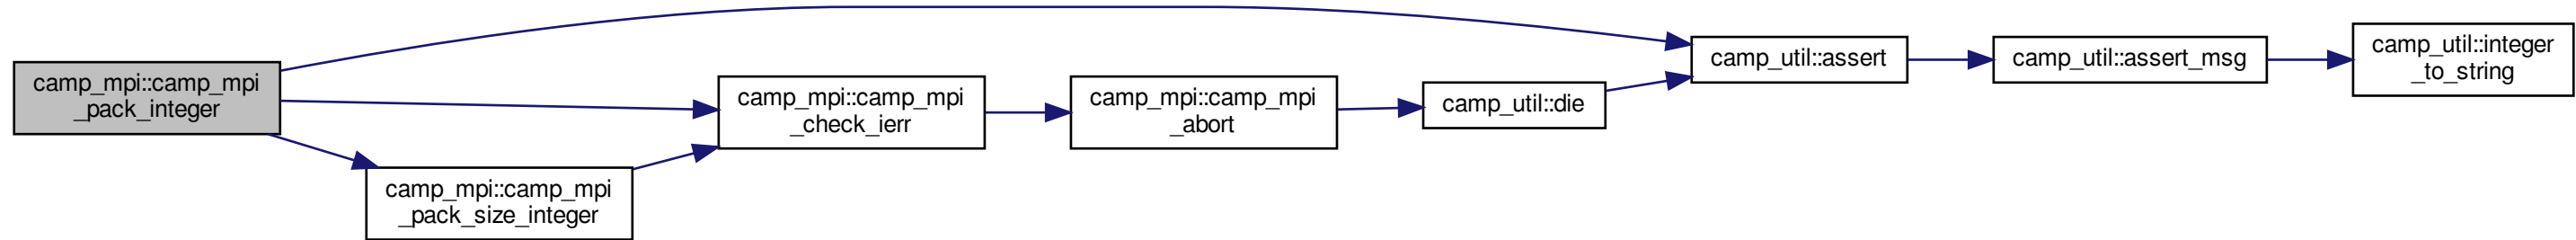 camp_mpi::camp_mpi
_pack_integer
camp_mpi::camp_mpi
_pack_size_integer
camp_mpi::camp_mpi
_check_ierr
camp_mpi::camp_mpi
_abort
camp_util::die
camp_util::assert
camp_util::assert_msg
camp_util::integer
_to_string